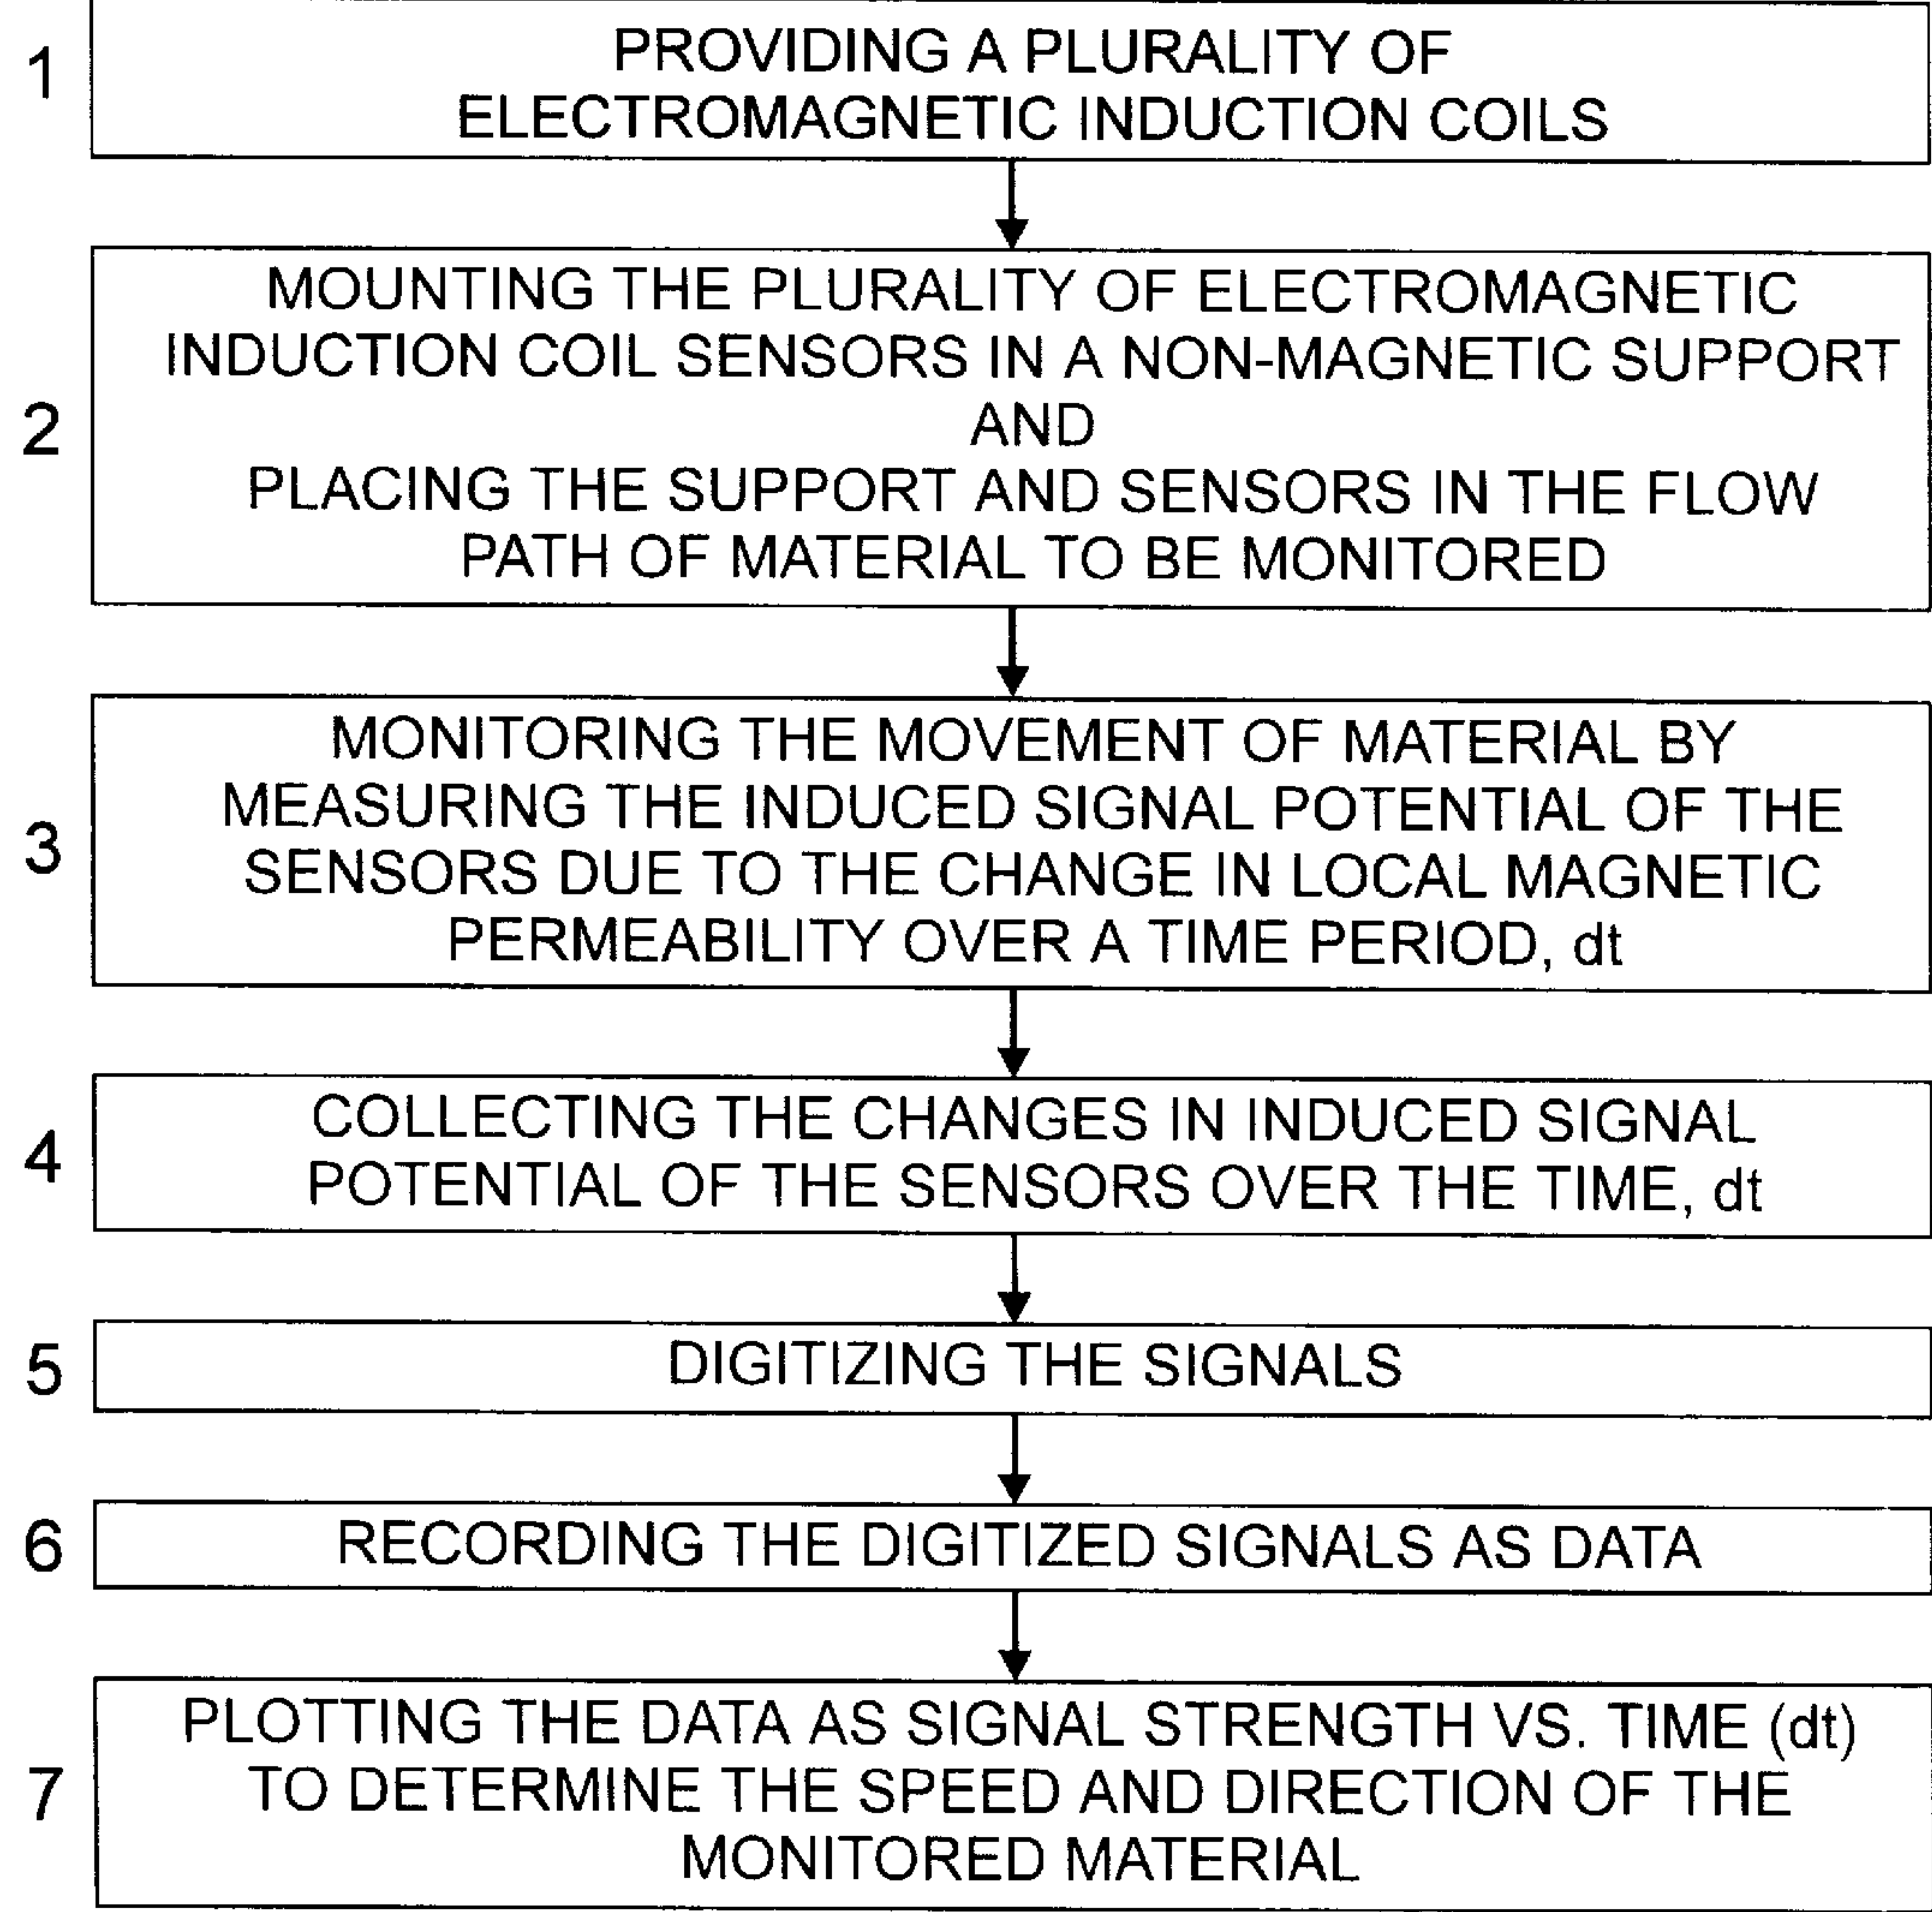 1
PROVIDING A PLURALITY OF
ELECTROMAGNETIC INDUCTION COILS
2
MOUNTING THE PLURALITY OF ELECTROMAGNETIC
INDUCTION COIL SENSORS IN A NON-MAGNETIC SUPPORT
AND
PLACING THE SUPPORT AND SENSORS IN THE FLOW
PATH OF MATERIAL TO BE MONITORED
3
MONITORING THE MOVEMENT OF MATERIAL BY
MEASURING THE INDUCED SIGNAL POTENTIAL OF THE
SENSORS DUE TO THE CHANGE IN LOCAL MAGNETIC
PERMEABILITY OVER A TIME PERIOD, dt
4
COLLECTING THE CHANGES IN INDUCED SIGNAL
POTENTIAL OF THE SENSORS OVER THE TIME, dt
5
DIGITIZING THE SIGNALS
6
RECORDING THE DIGITIZED SIGNALS AS DATA
7
PLOTTING THE DATA AS SIGNAL STRENGTH VS. TIME (dt)
TO DETERMINE THE SPEED AND DIRECTION OF THE
MONITORED MATERIAL